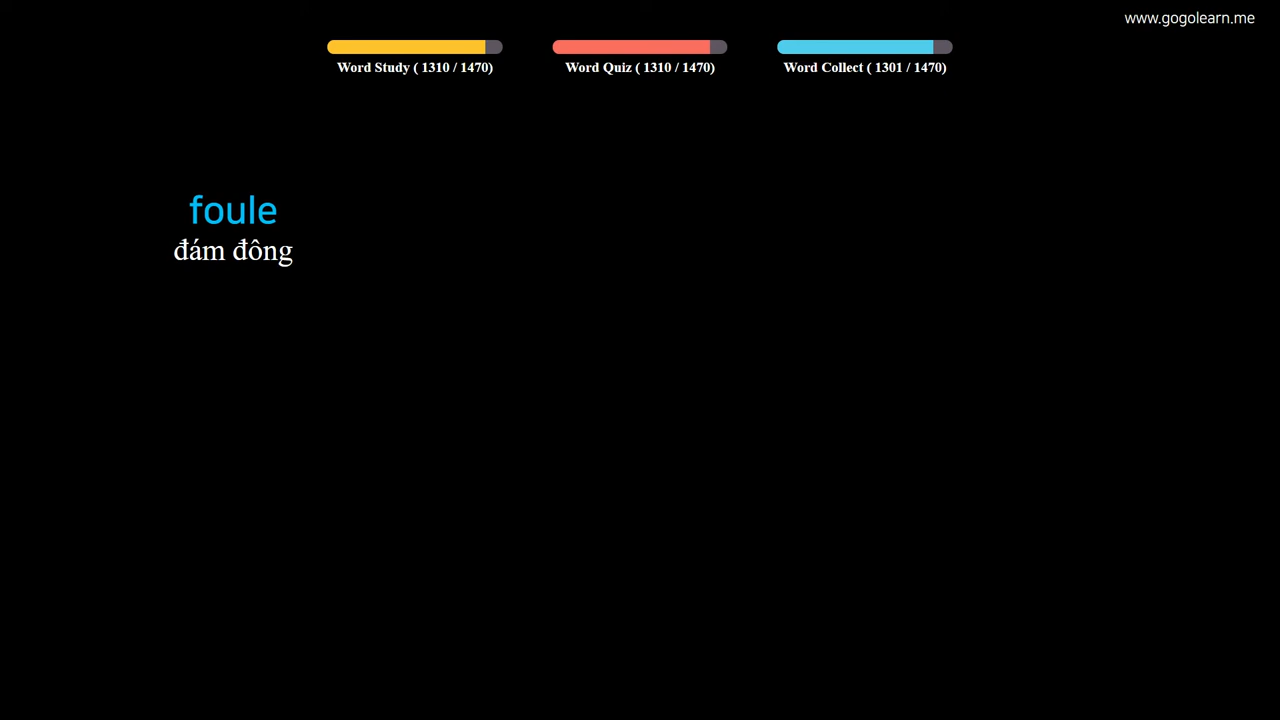 www.gogolearn.me
Word Study ( 1310 / 1470)
Word Quiz ( 1310 / 1470)
Word Collect ( 1301 / 1470)
foule
đám đông